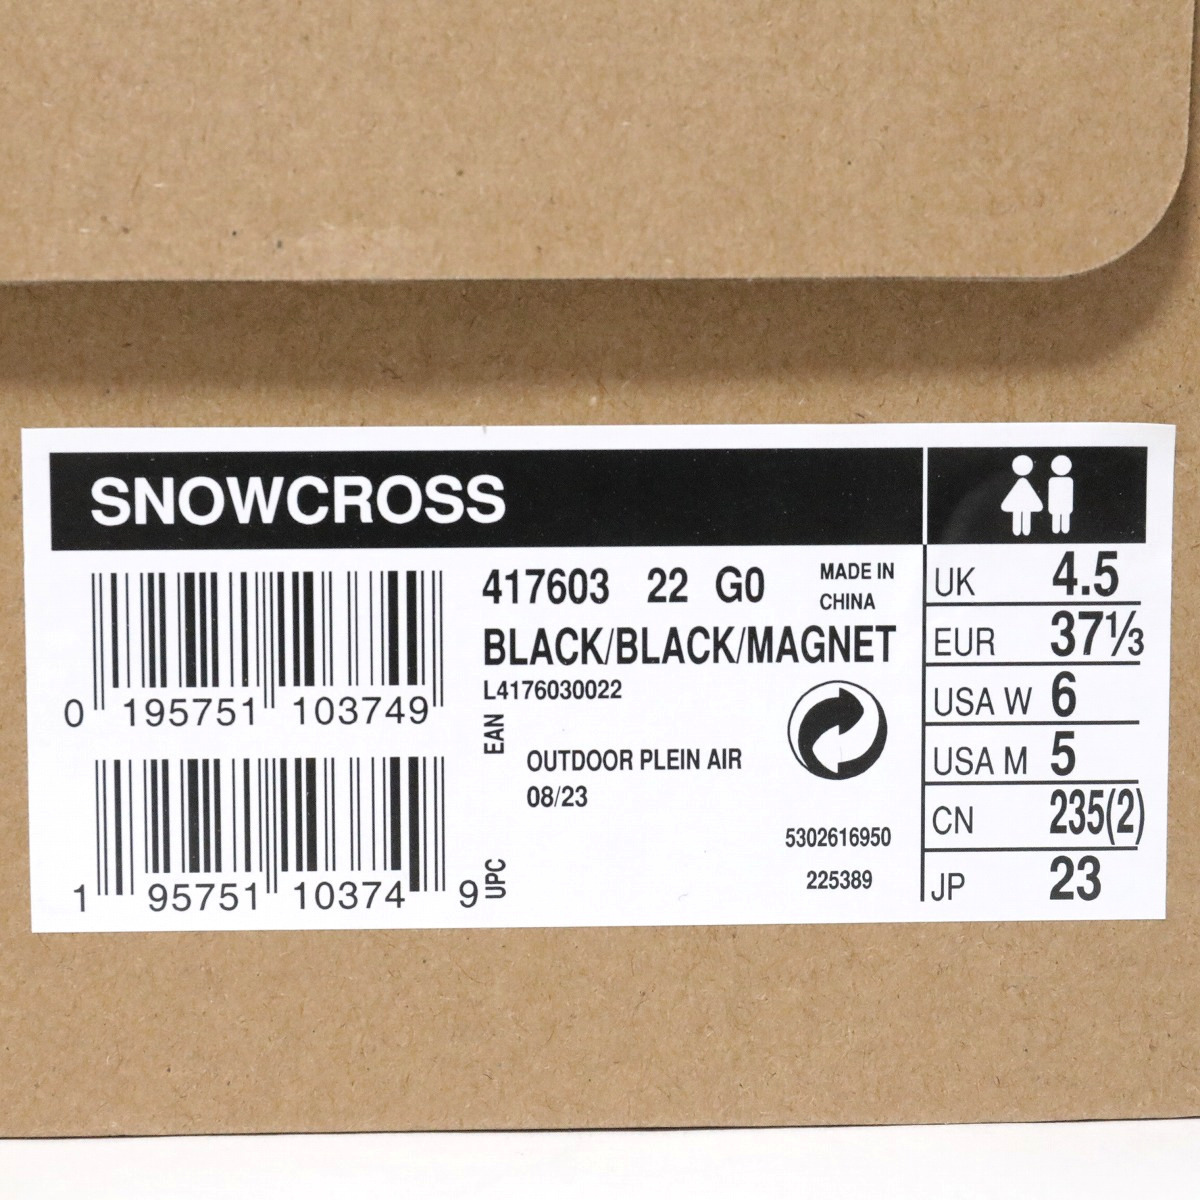 SNOWCROSS
0 195751 103749
EAN
1 95751 10374 9
UPC
417603 22 G0
MADE IN
CHINA
BLACK/BLACK/MAGNET
L4176030022
OUTDOOR PLEIN AIR
08/23
5302616950
225389
UK 4.5
EUR 37⅓
USA W 6
USA M 5
CN 235(2)
JP 23